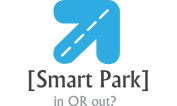 [Smart Park]
in OR out?